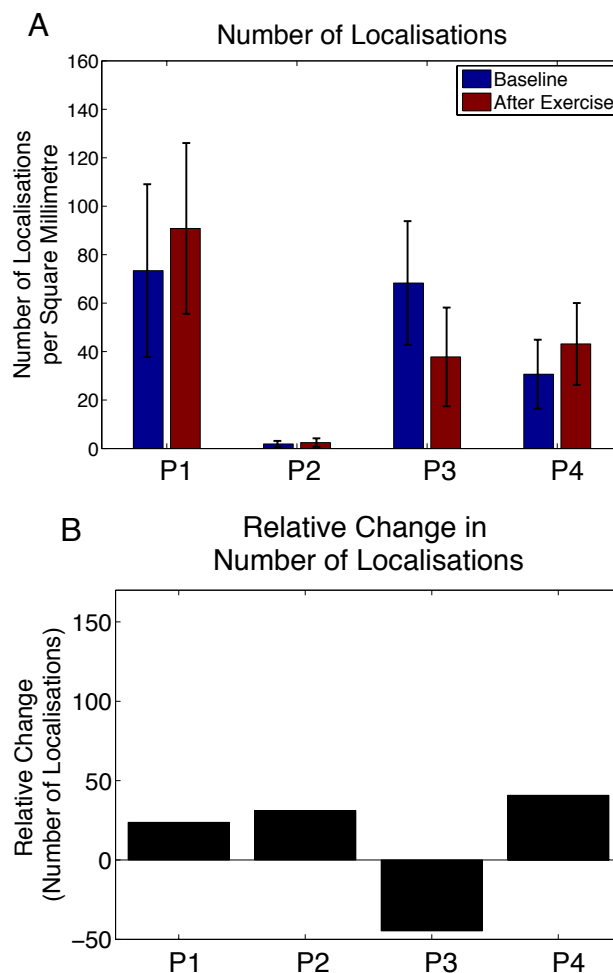 A
Number of Localisations
160
140
120
100
80
60
40
20
0
Number of Localisations
per Square Millimetre
Baseline
After Exercise
P1 P2 P3 P4
B
Relative Change in
Number of Localisations
150
100
50
0
−50
Relative Change
(Number of Localisations)
P1 P2 P3 P4